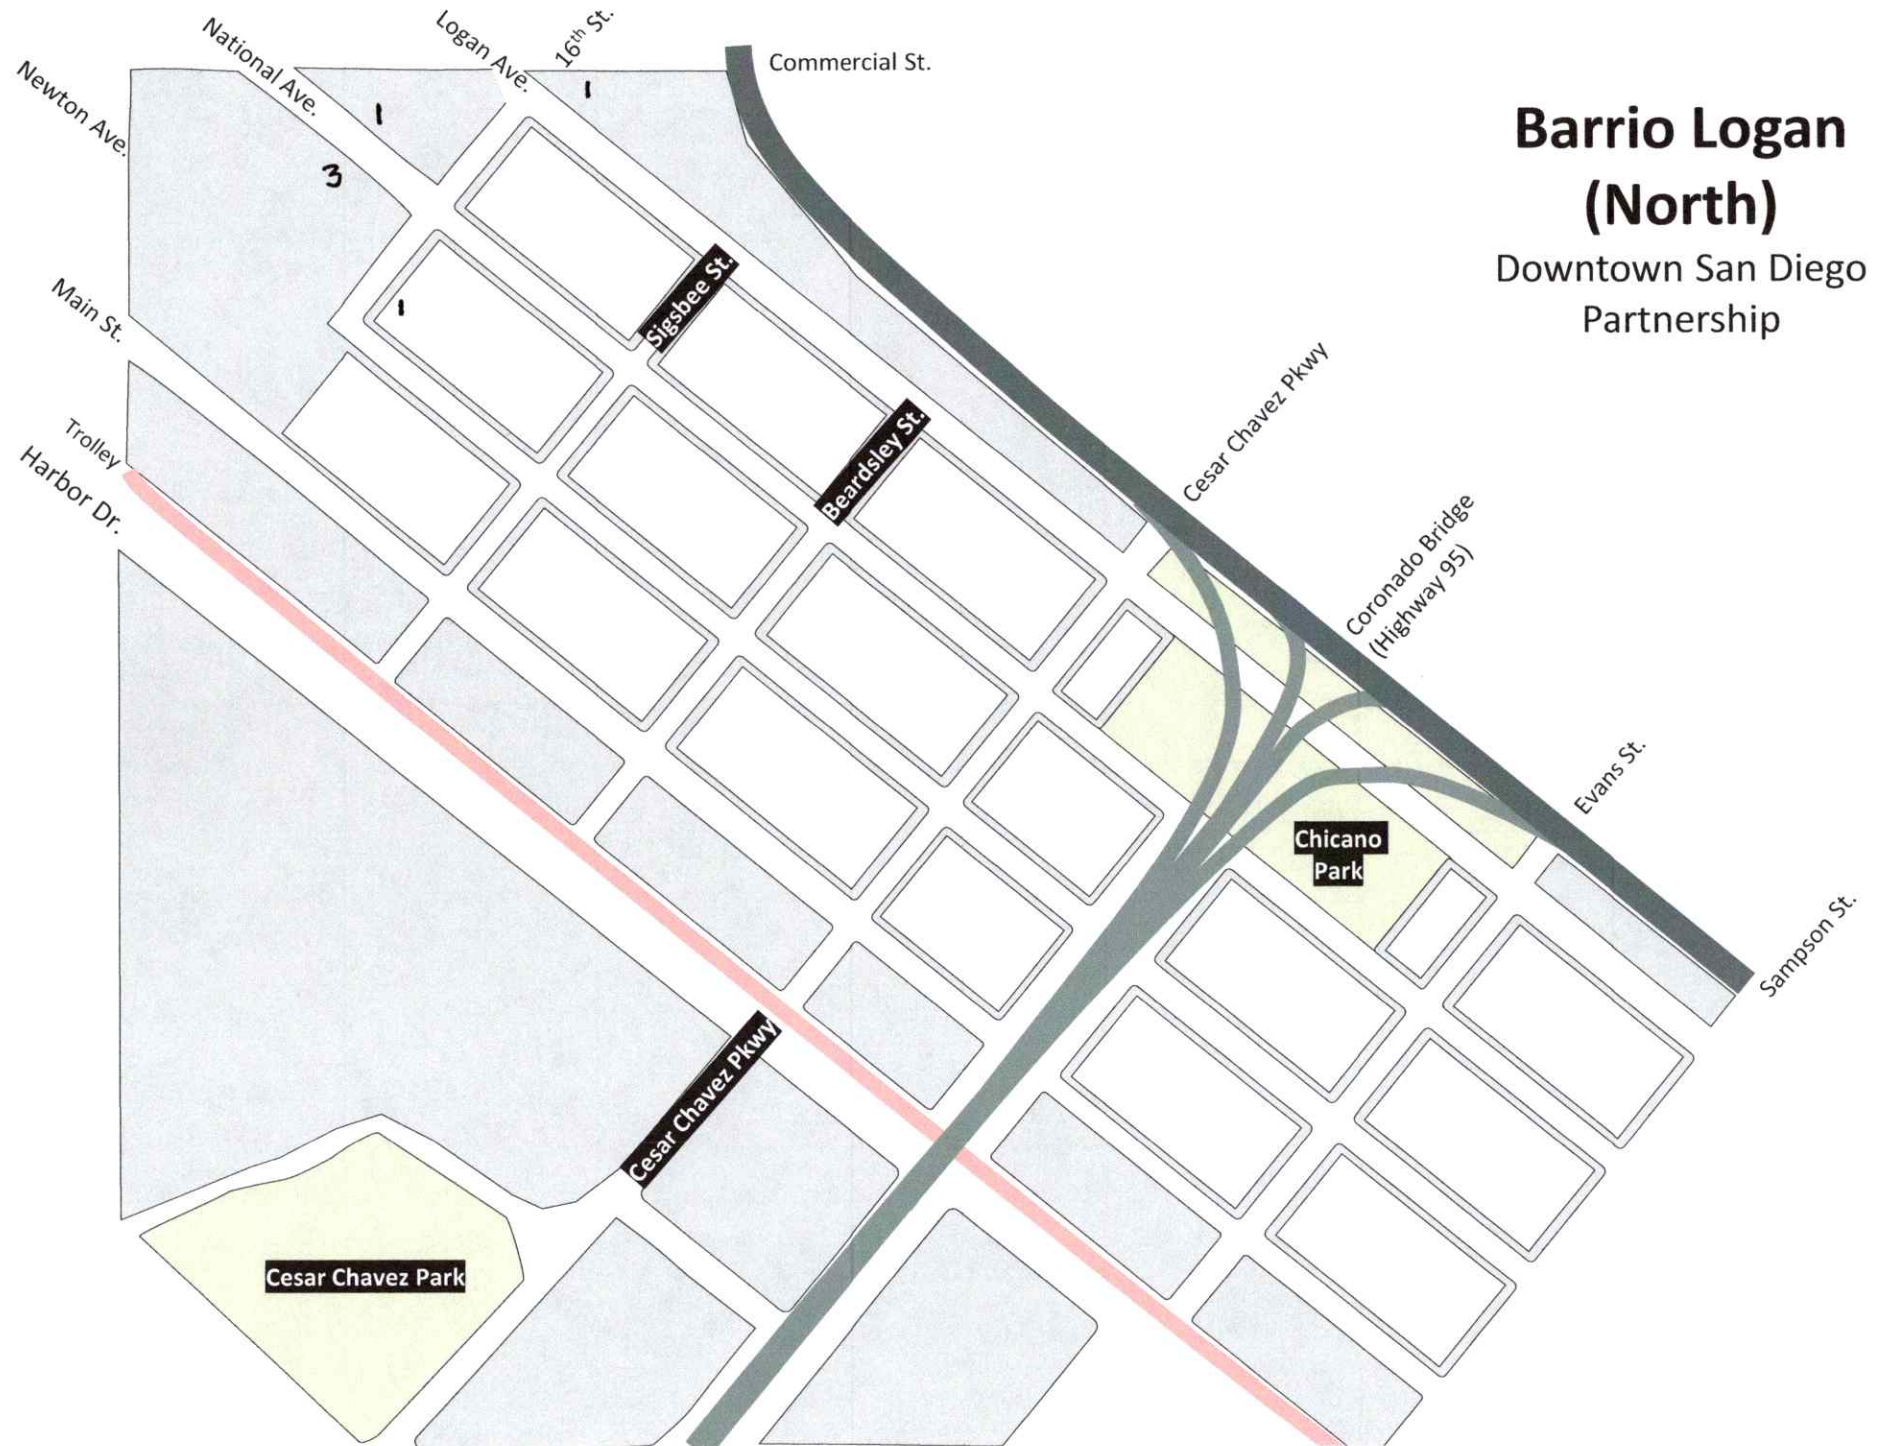 Newton Ave.
National Ave.
Logan Ave.
16th St.
Commercial St.
Barrio Logan
(North)
Downtown San Diego
Partnership
1
1
3
1
Main St.
Sigsbee St.
Beardsley St.
Trolley
Harbor Dr.
Cesar Chavez Pkwy
Coronado Bridge
(Highway 95)
Evans St.
Chicano
Park
Sampson St.
Cesar Chavez Pkwy
Cesar Chavez Park